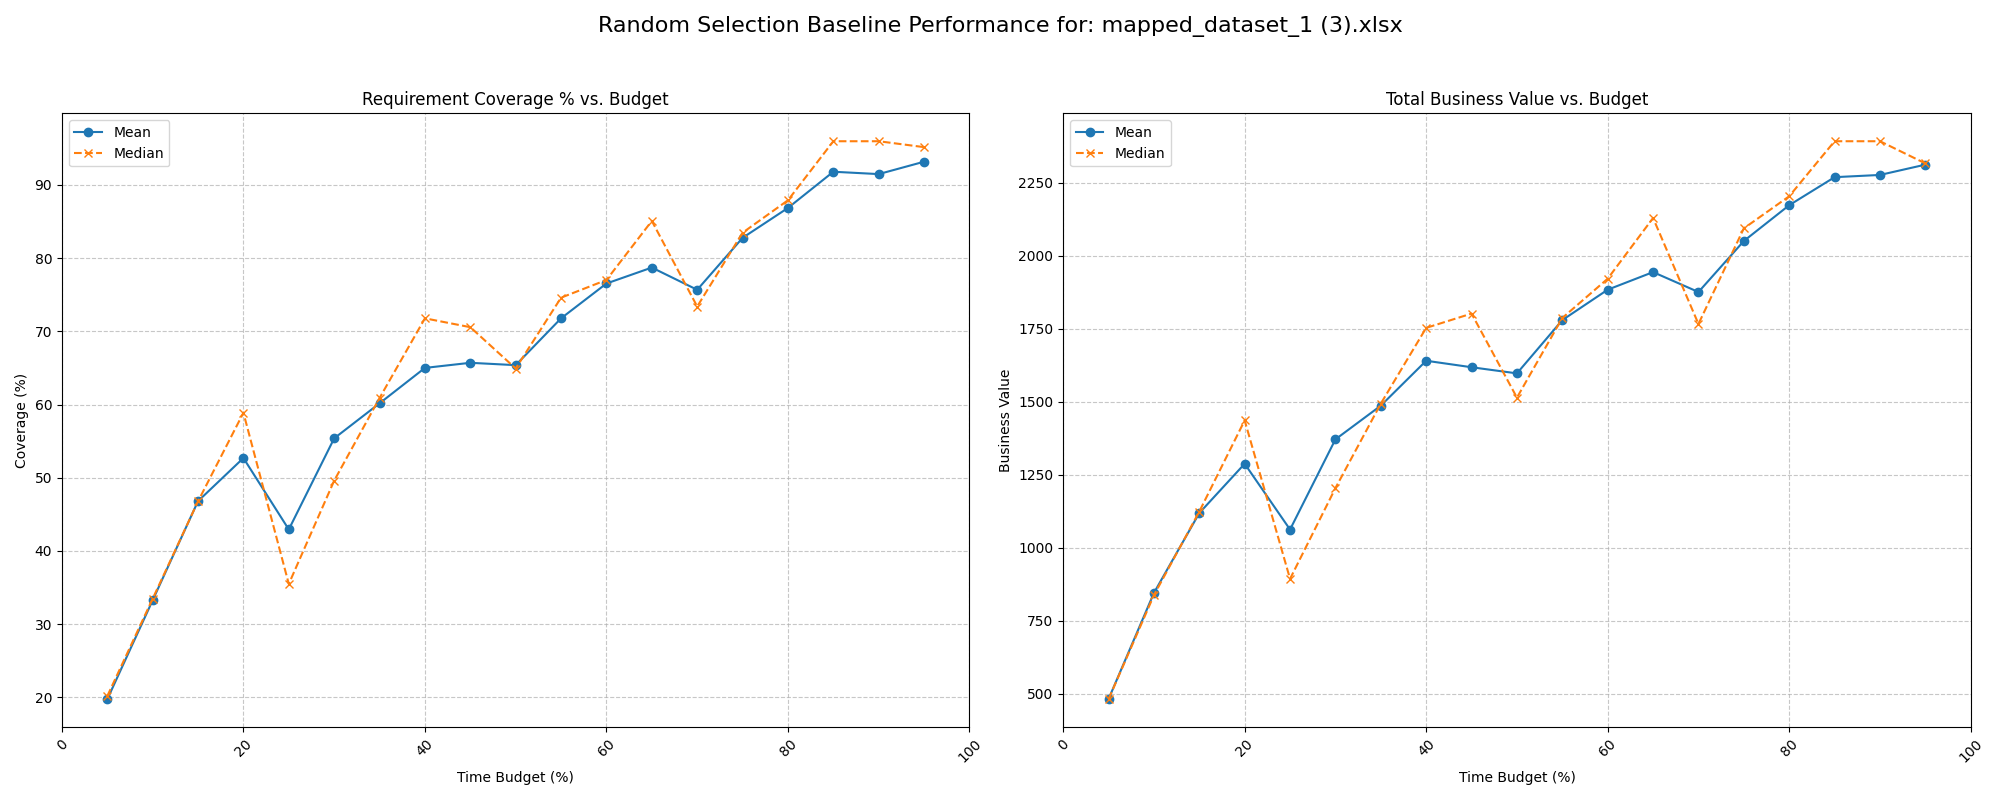 Random Selection Baseline Performance for: mapped_dataset_1 (3).xlsx
Requirement Coverage % vs. Budget
Mean
Median
Coverage (%)
90
80
70
60
50
40
30
20
0
20
40
60
80
100
Time Budget (%)
Total Business Value vs. Budget
Mean
Median
Business Value
2250
2000
1750
1500
1250
1000
750
500
0
20
40
60
80
100
Time Budget (%)